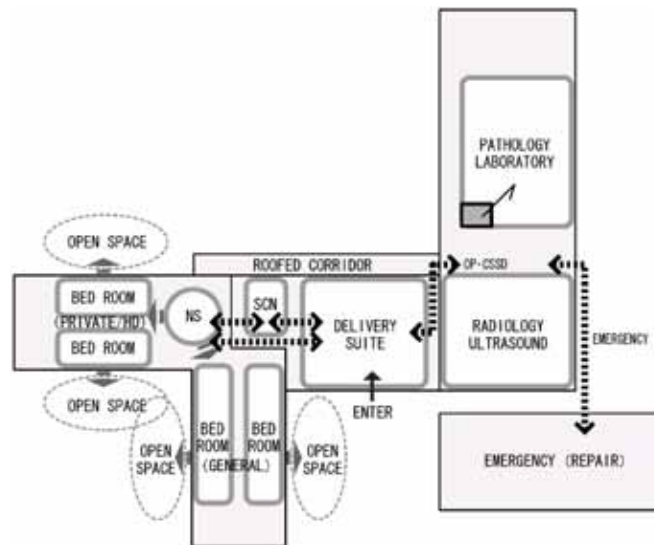 PATHOLOGY
LABORATORY
OPEN SPACE
ROOFED CORRIDOR
OP·CSSD
BED ROOM
(PRIVATE/HD)
BED ROOM
NS
SCN
DELIVERY
SUITE
RADIOLOGY
ULTRASOUND
EMERGENCY
OPEN SPACE
ENTER
OPEN
SPACE
BED
ROOM
BED
ROOM
(GENERAL)
OPEN
SPACE
EMERGENCY (REPAIR)